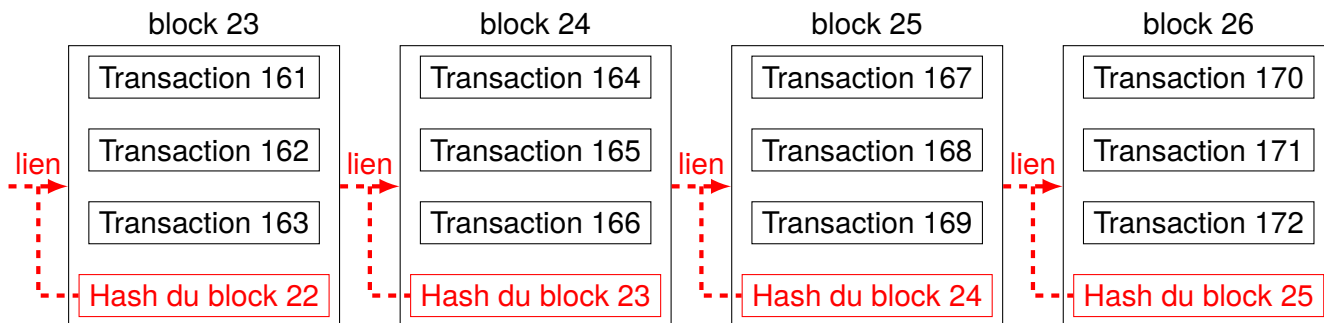 block 23
Transaction 161
Transaction 162
lien
Transaction 163
Hash du block 22
block 24
Transaction 164
Transaction 165
lien
Transaction 166
Hash du block 23
block 25
Transaction 167
Transaction 168
lien
Transaction 169
Hash du block 24
block 26
Transaction 170
Transaction 171
lien
Transaction 172
Hash du block 25